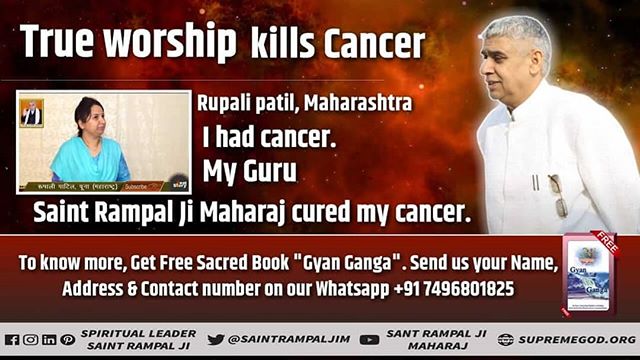 True worship kills Cancer
Rupali patil, Maharashtra
I had cancer.
My Guru
Saint Rampal Ji Maharaj cured my cancer.
रूपाली पाटिल, पूना (महाराष्ट्र)
Subscribe
To know more, Get Free Sacred Book "Gyan Ganga". Send us your Name,
Address & Contact number on our Whatsapp +91 7496801825
FREE
Gyan
Ganga
SPIRITUAL LEADER
SAINT RAMPAL JI
@SAINTRAMPALJIM
SANT RAMPAL JI
MAHARAJ
SUPREMEGOD.ORG